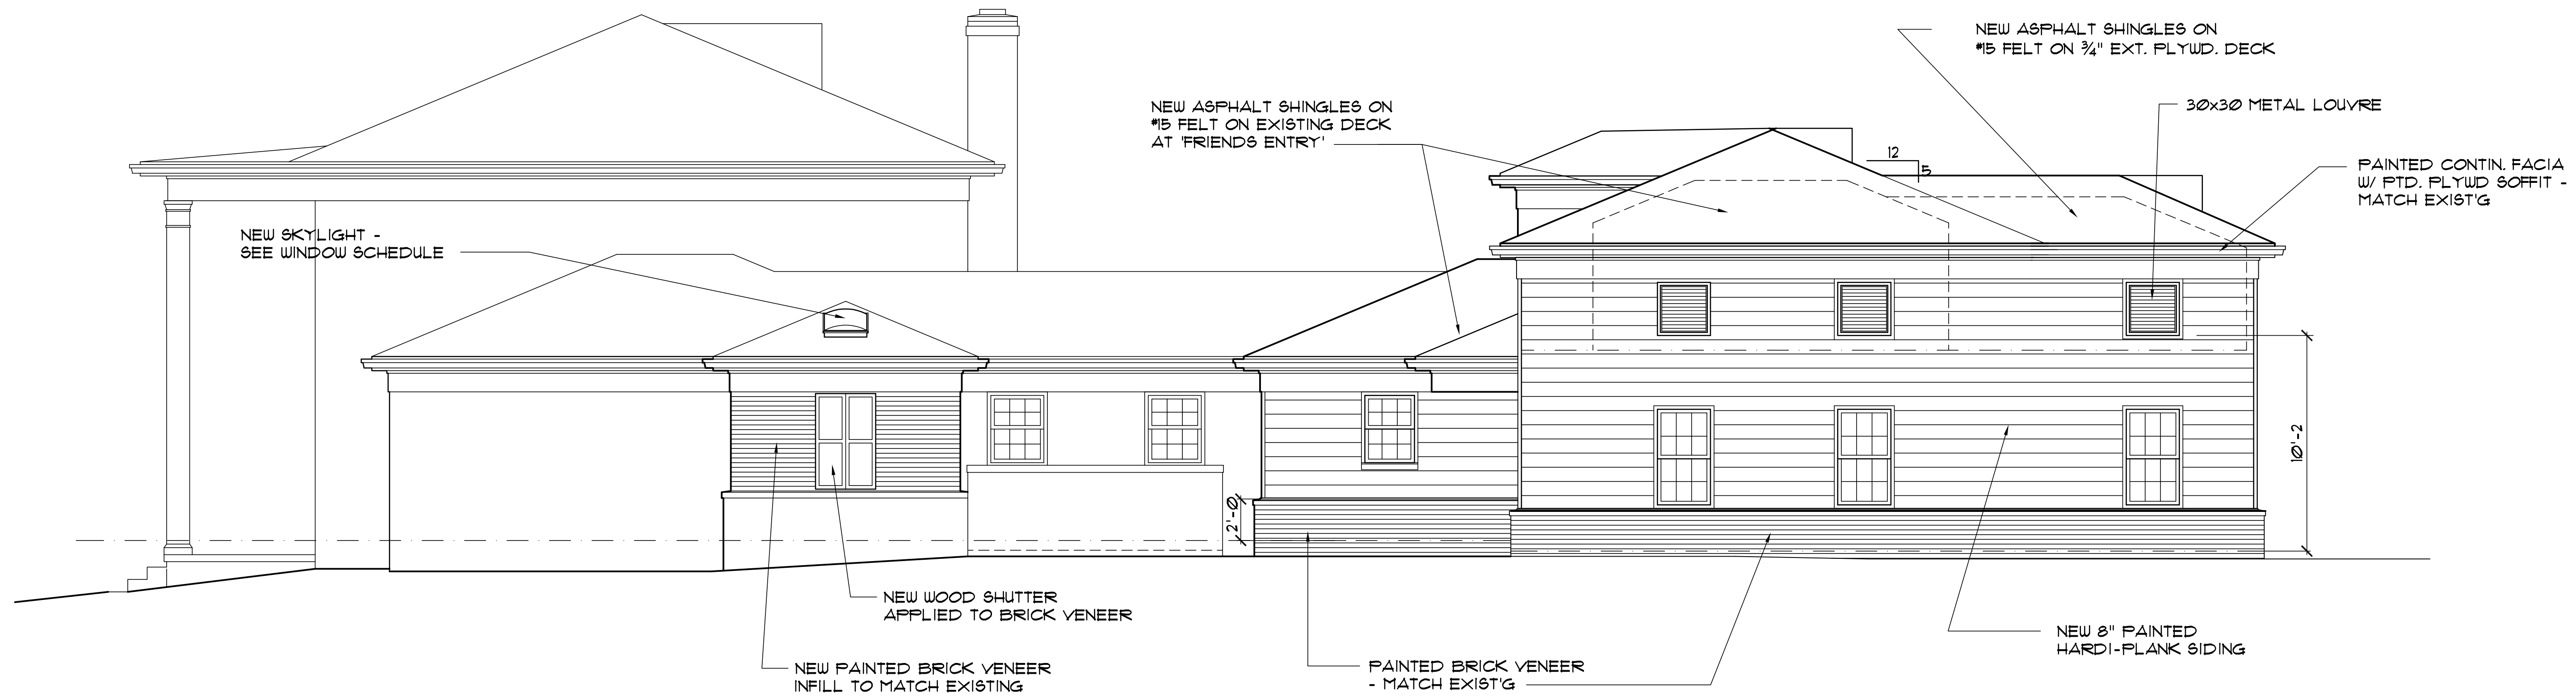 NEW ASPHALT SHINGLES ON
#15 FELT ON ¾" EXT. PLYWD. DECK
30x30 METAL LOUVRE
NEW ASPHALT SHINGLES ON
#15 FELT ON EXISTING DECK
AT 'FRIENDS ENTRY'
12
5
PAINTED CONTIN. FACIA
W/ PTD. PLYWD SOFFIT -
MATCH EXIST'G
NEW SKYLIGHT -
SEE WINDOW SCHEDULE
10'-2
2'-0
NEW WOOD SHUTTER
APPLIED TO BRICK VENEER
NEW 8" PAINTED
HARDI-PLANK SIDING
NEW PAINTED BRICK VENEER
INFILL TO MATCH EXISTING
PAINTED BRICK VENEER
- MATCH EXIST'G